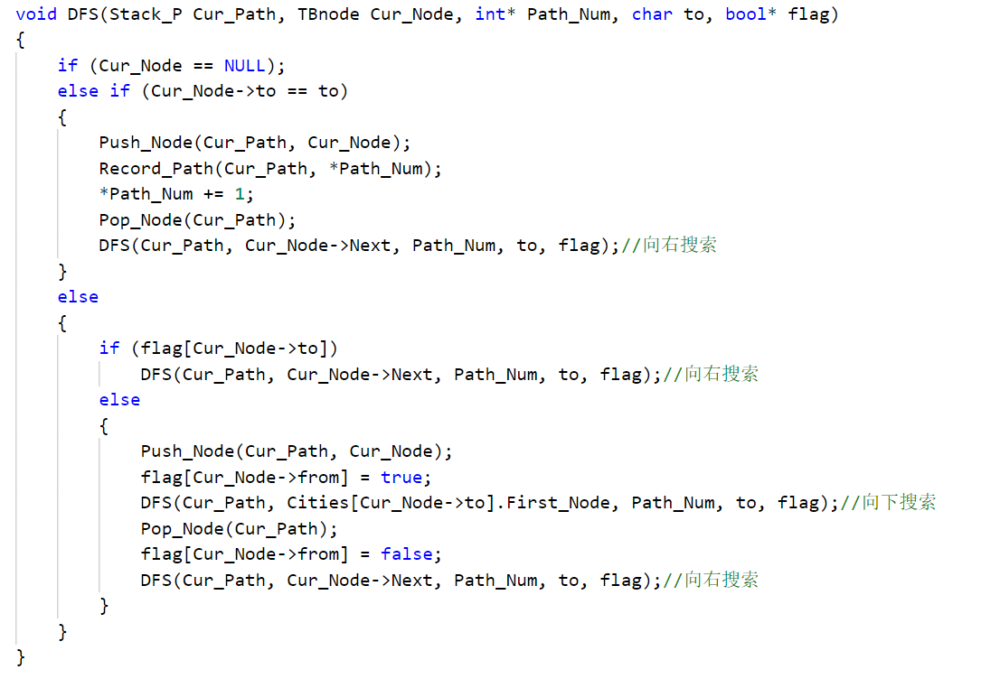 void DFS(Stack_P Cur_Path, TBnode Cur_Node, int* Path_Num, char to, bool* flag)
{
    if (Cur_Node == NULL);
    else if (Cur_Node->to == to)
    {
        Push_Node(Cur_Path, Cur_Node);
        Record_Path(Cur_Path, *Path_Num);
        *Path_Num += 1;
        Pop_Node(Cur_Path);
        DFS(Cur_Path, Cur_Node->Next, Path_Num, to, flag);//向右搜索
    }
    else
    {
        if (flag[Cur_Node->to])
            DFS(Cur_Path, Cur_Node->Next, Path_Num, to, flag);//向右搜索
        else
        {
            Push_Node(Cur_Path, Cur_Node);
            flag[Cur_Node->from] = true;
            DFS(Cur_Path, Cities[Cur_Node->to].First_Node, Path_Num, to, flag);//向下搜索
            Pop_Node(Cur_Path);
            flag[Cur_Node->from] = false;
            DFS(Cur_Path, Cur_Node->Next, Path_Num, to, flag);//向右搜索
        }
    }
}